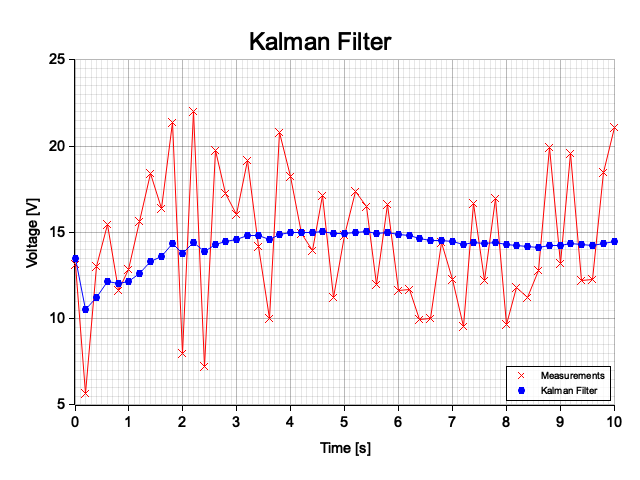 Kalman Filter
25
20
15
10
5
Voltage [V]
0 1 2 3 4 5 6 7 8 9 10
Time [s]
Measurements
Kalman Filter